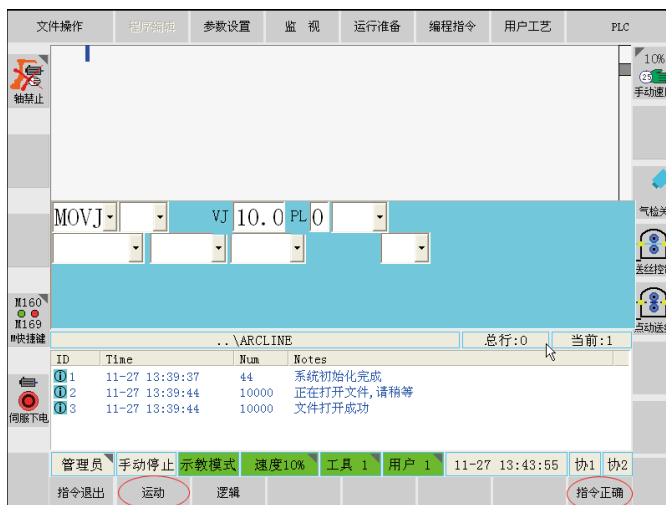 文件操作 程序编辑 参数设置 监 视 运行准备 编程指令 用户工艺 PLC
轴禁止
10%
25
手动速
气检关
MOVJ VJ 10.0 PL 0
送丝控
M160
M169
M快捷键
点动送
..\ARCLINE 总行:0 当前:1
ID Time Num Notes
1 11-27 13:39:37 44 系统初始化完成
2 11-27 13:39:44 10000 正在打开文件,请稍等
3 11-27 13:39:44 10000 文件打开成功
伺服下电
管理员 手动停止 示教模式 速度10% 工具 1 用户 1 11-27 13:43:55 协1 协2
指令退出 运动 逻辑 指令正确